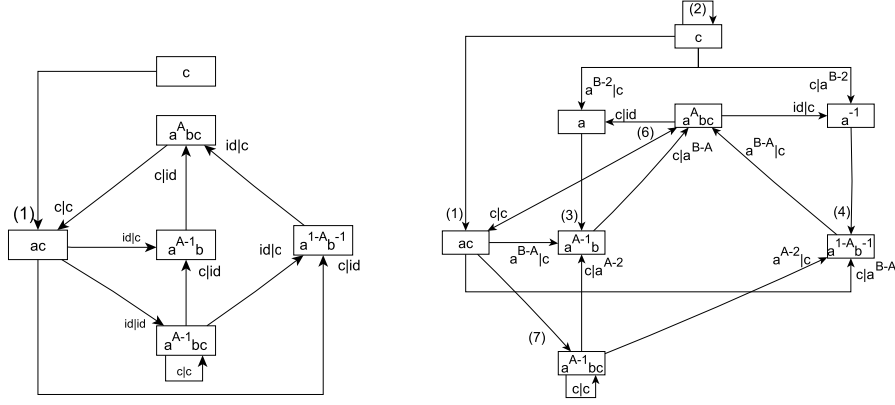 c
a^A bc
id|c
c|id
c|c
(1)
ac
id|c
a^{A-1}b
c|id
id|c
a^{1-A}b^{-1}
c|id
id|id
a^{A-1}bc
c|c
(2)
c
a^{B-2}|c
c|a^{B-2}
a
c|id
a^A bc
id|c
a^{-1}
(6)
c|a^{B-A}
a^{B-A}|c
(1)
c|c
(3)
(4)
ac
a^{A-1}b
a^{1-A}b^{-1}
a^{B-A}|c
c|a^{A-2}
a^{A-2}|c
c|a^{B-A}
(7)
a^{A-1}bc
c|c